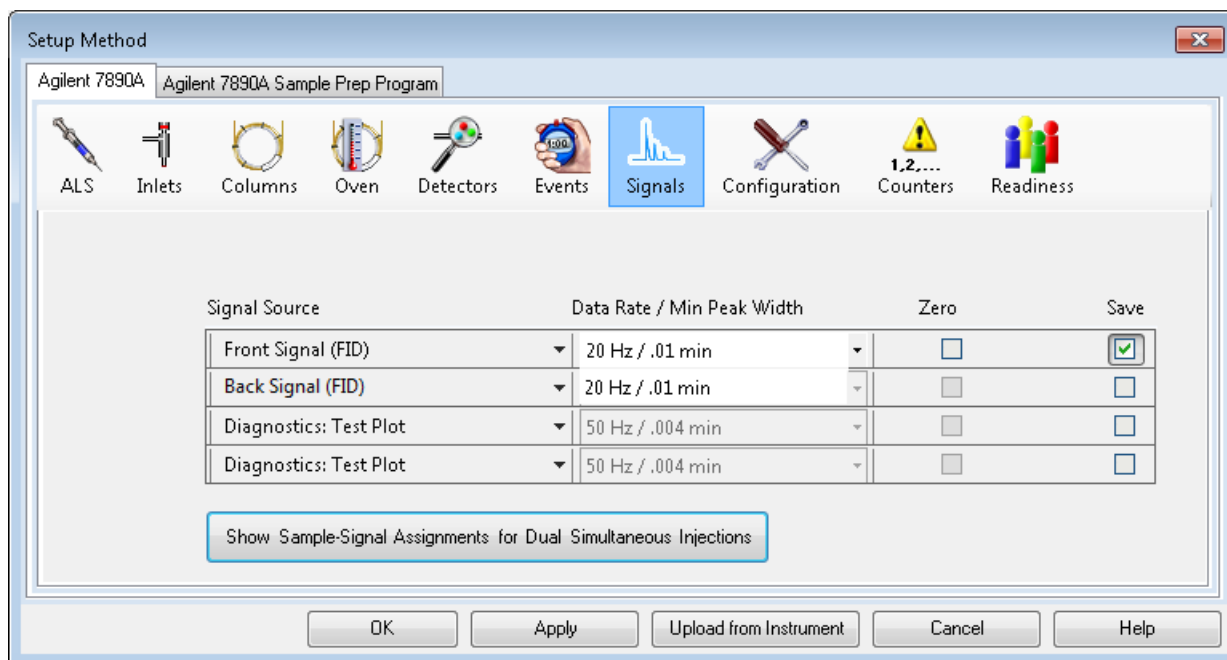 Setup Method
Agilent 7890A Agilent 7890A Sample Prep Program
1:00.
1,2,...
ALS Inlets Columns Oven Detectors Events Signals Configuration Counters Readiness
Signal Source Data Rate / Min Peak Width Zero Save
Front Signal (FID) 20 Hz / .01 min
Back Signal (FID) 20 Hz / .01 min
Diagnostics: Test Plot 50 Hz / .004 min
Diagnostics: Test Plot 50 Hz / .004 min
Show Sample-Signal Assignments for Dual Simultaneous Injections
OK Apply Upload from Instrument Cancel Help